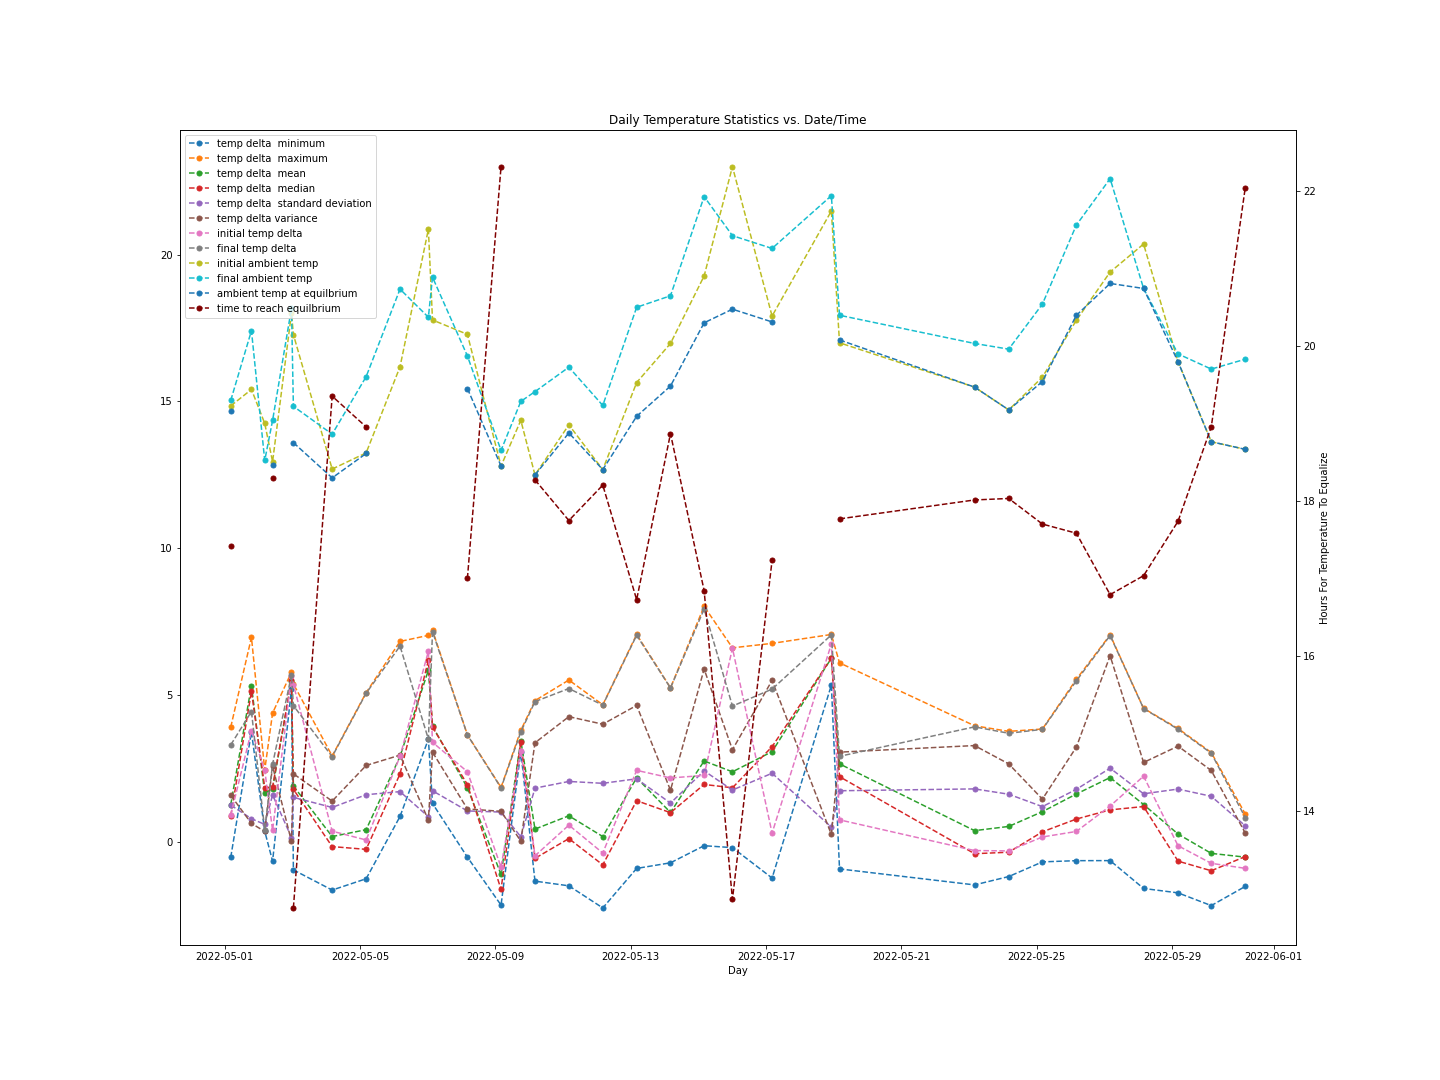 Daily Temperature Statistics vs. Date/Time
temp delta  minimum
temp delta  maximum
temp delta  mean
temp delta  median
temp delta  standard deviation
temp delta variance
initial temp delta
final temp delta
initial ambient temp
final ambient temp
ambient temp at equilbrium
time to reach equilbrium
20
15
10
5
0
22
20
18
16
14
Hours For Temperature To Equalize
2022-05-01
2022-05-05
2022-05-09
2022-05-13
2022-05-17
2022-05-21
2022-05-25
2022-05-29
2022-06-01
Day